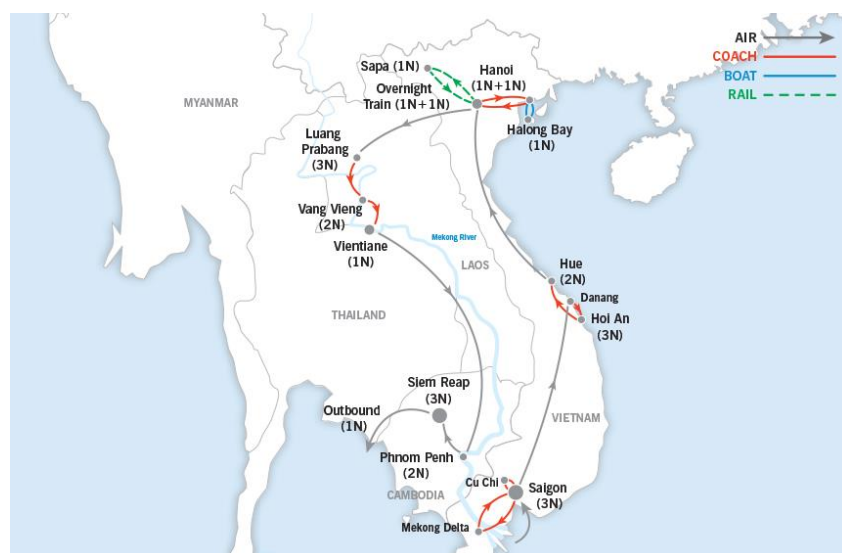 AIR
COACH
BOAT
RAIL
MYANMAR
Sapa (1N)
Hanoi
(1N+1N)
Overnight
Train (1N+1N)
Halong Bay
(1N)
Luang
Prabang
(3N)
Vang Vieng
(2N)
Vientiane
(1N)
Mekong River
LAOS
Hue
(2N)
Danang
Hoi An
(3N)
THAILAND
Siem Reap
(3N)
Outbound
(1N)
VIETNAM
Phnom Penh
(2N)
CAMBODIA
Cu Chi
Saigon
(3N)
Mekong Delta